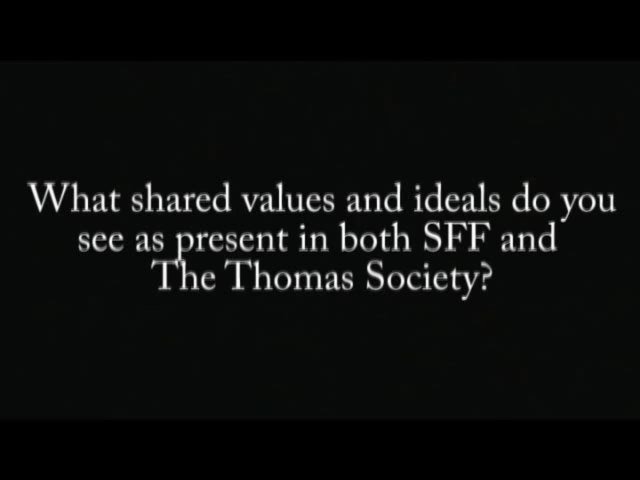 What shared values and ideals do you
see as present in both SFF and
The Thomas Society?